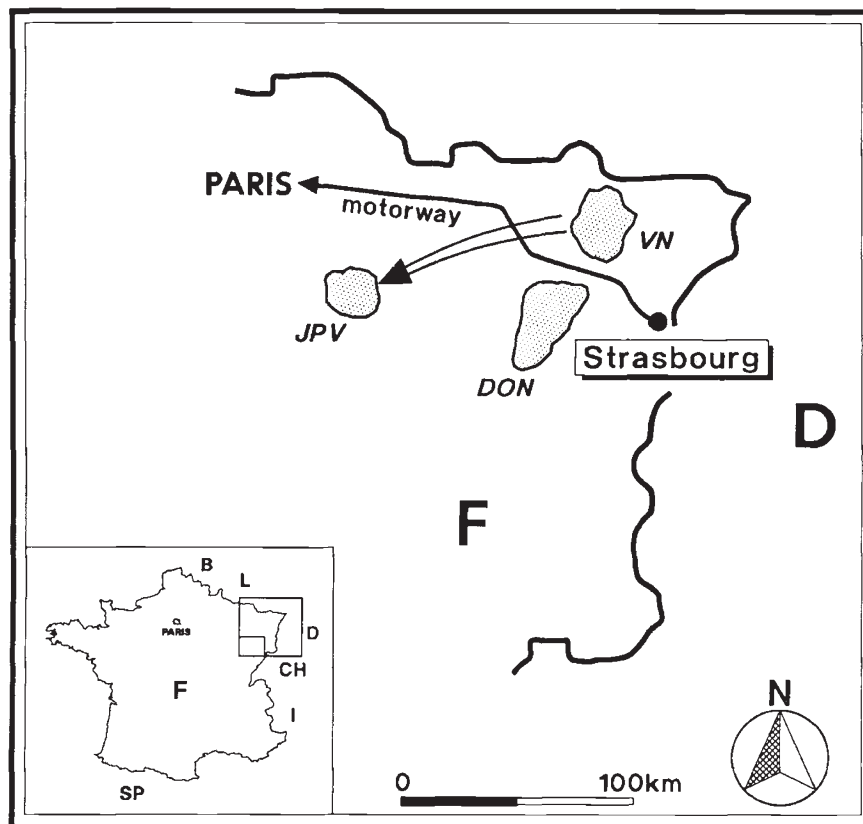 PARIS
motorway
VN
JPV
DON
Strasbourg
D
F
B
L
PARIS
D
F
CH
I
SP
N
0 100km